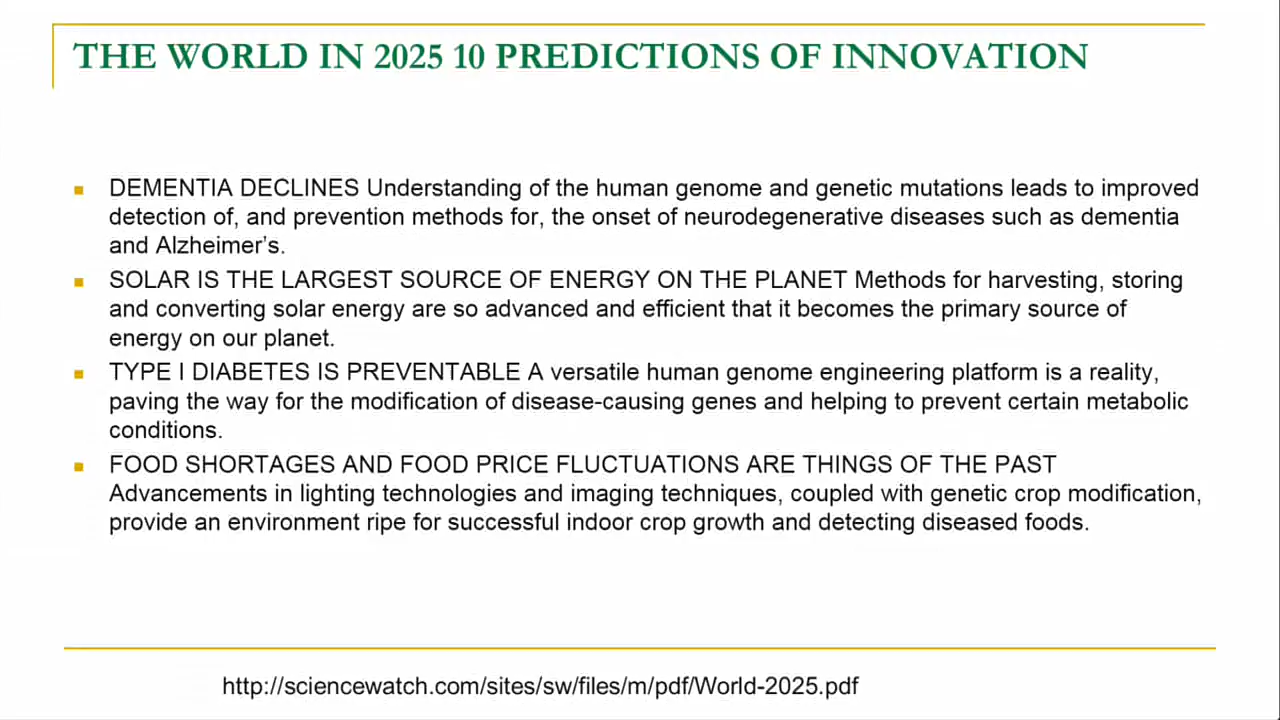 THE WORLD IN 2025 10 PREDICTIONS OF INNOVATION
DEMENTIA DECLINES Understanding of the human genome and genetic mutations leads to improved
detection of, and prevention methods for, the onset of neurodegenerative diseases such as dementia
and Alzheimer's.
SOLAR IS THE LARGEST SOURCE OF ENERGY ON THE PLANET Methods for harvesting, storing
and converting solar energy are so advanced and efficient that it becomes the primary source of
energy on our planet.
TYPE I DIABETES IS PREVENTABLE A versatile human genome engineering platform is a reality,
paving the way for the modification of disease-causing genes and helping to prevent certain metabolic
conditions.
FOOD SHORTAGES AND FOOD PRICE FLUCTUATIONS ARE THINGS OF THE PAST
Advancements in lighting technologies and imaging techniques, coupled with genetic crop modification,
provide an environment ripe for successful indoor crop growth and detecting diseased foods.
http://sciencewatch.com/sites/sw/files/m/pdf/World-2025.pdf